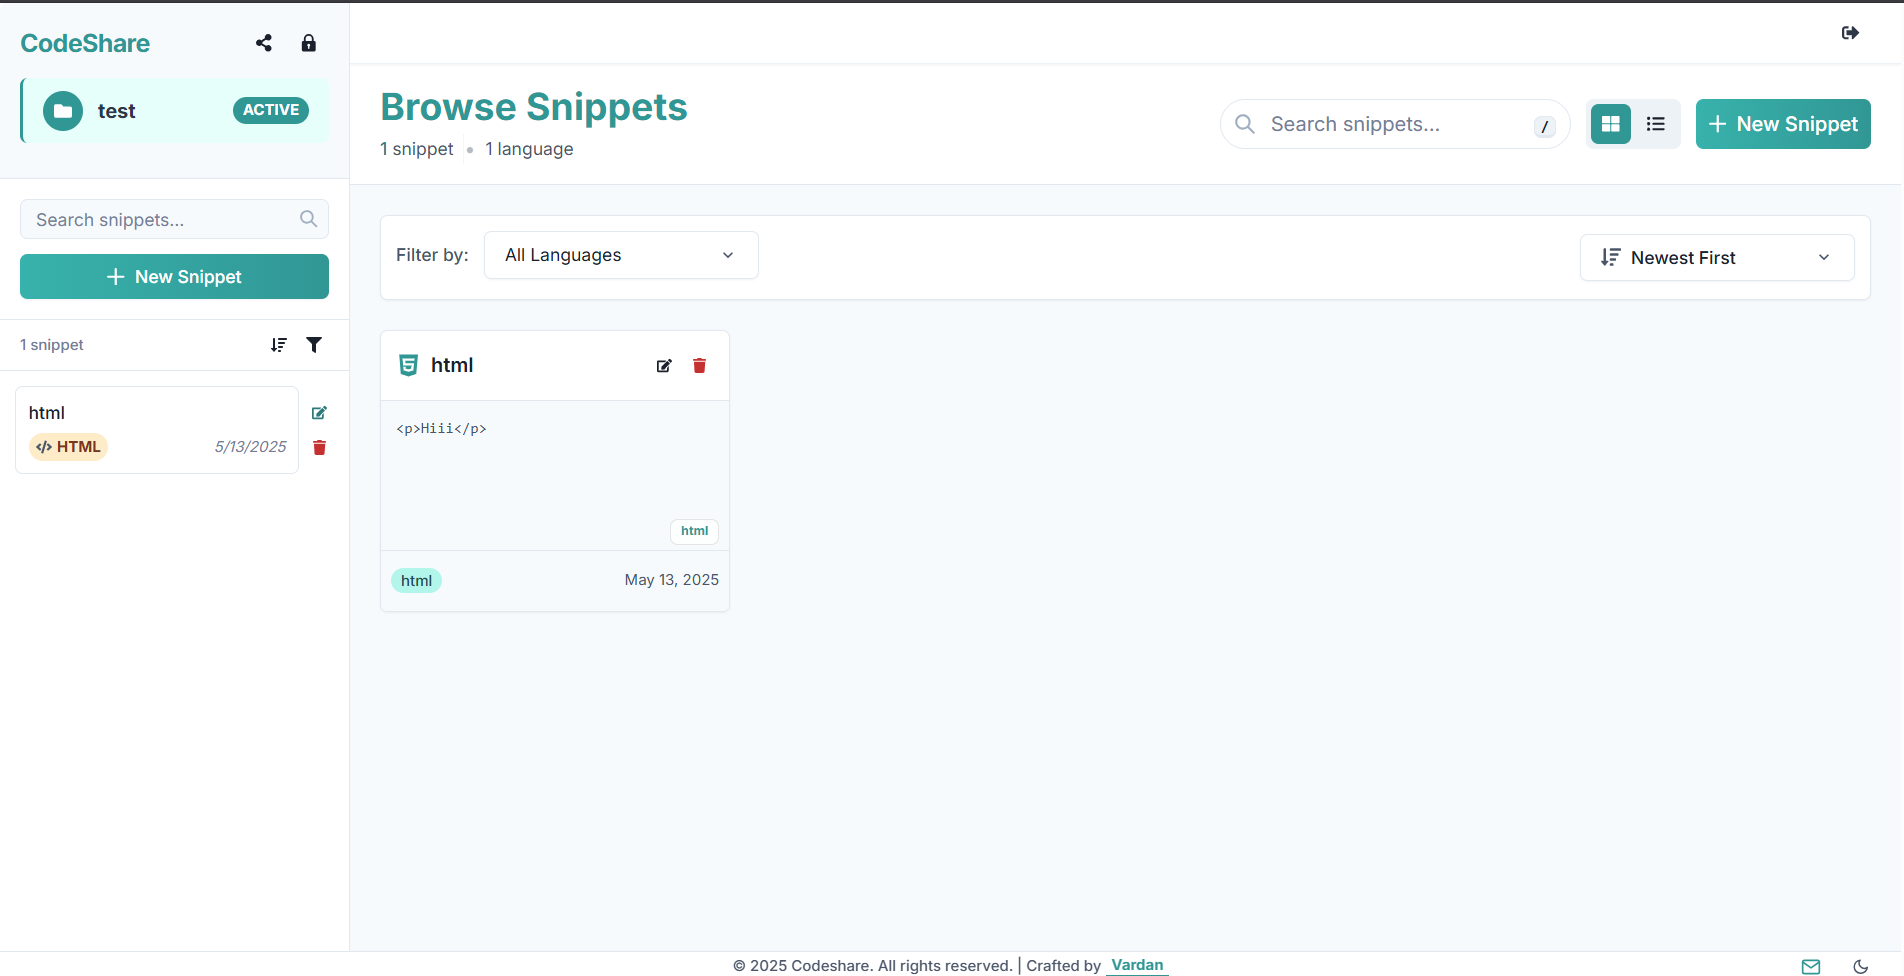 CodeShare
test
ACTIVE
Search snippets...
New Snippet
1 snippet
html
HTML
5/13/2025
Browse Snippets
1 snippet
1 language
Search snippets...
/
New Snippet
Filter by:
All Languages
Newest First
html
<p>Hiii</p>
html
html
May 13, 2025
© 2025 Codeshare. All rights reserved. | Crafted by Vardan